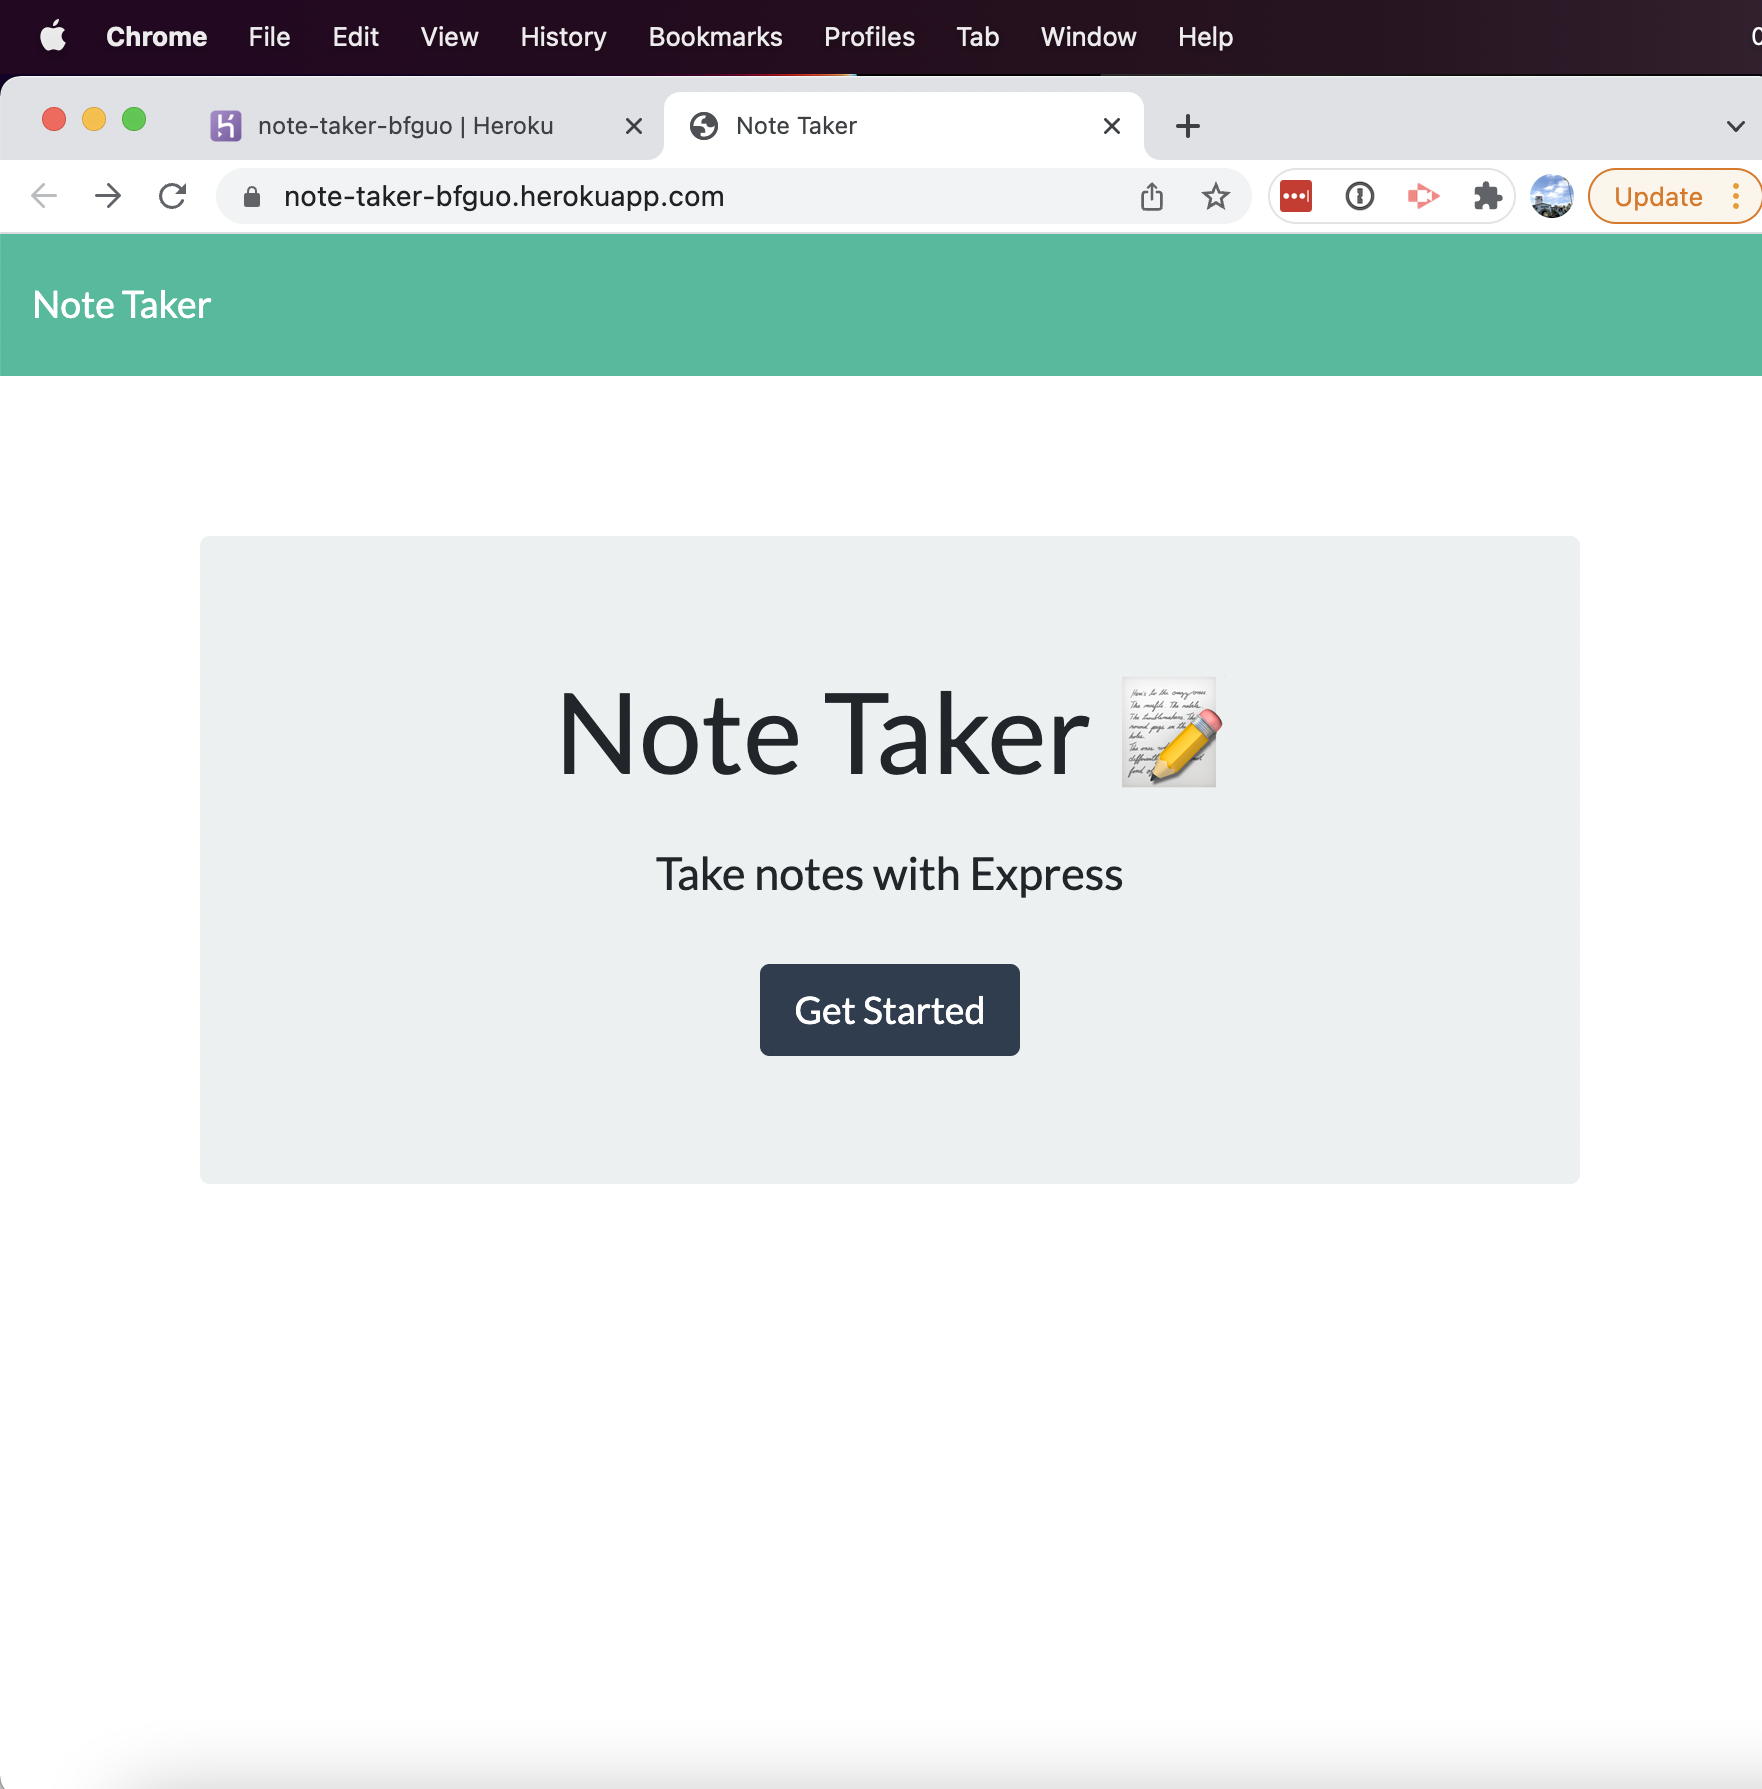 Chrome File Edit View History Bookmarks Profiles Tab Window Help
note-taker-bfguo | Heroku Note Taker
note-taker-bfguo.herokuapp.com Update
Note Taker
Note Taker
Take notes with Express
Get Started